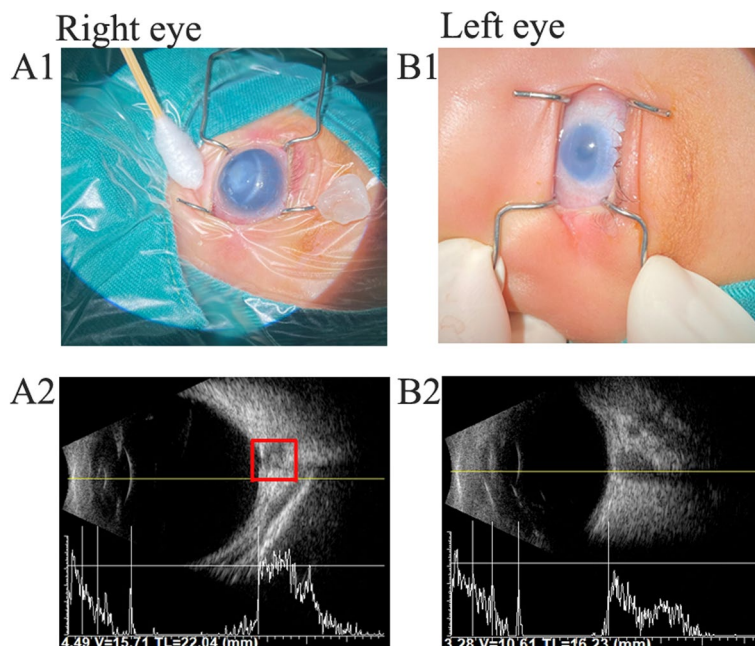 Right eye
Left eye
A1
B1
A2
B2
4.49 V=15.71 TL=22.04 (mm)
3.28 V=10.61 TL=16.23 (mm)